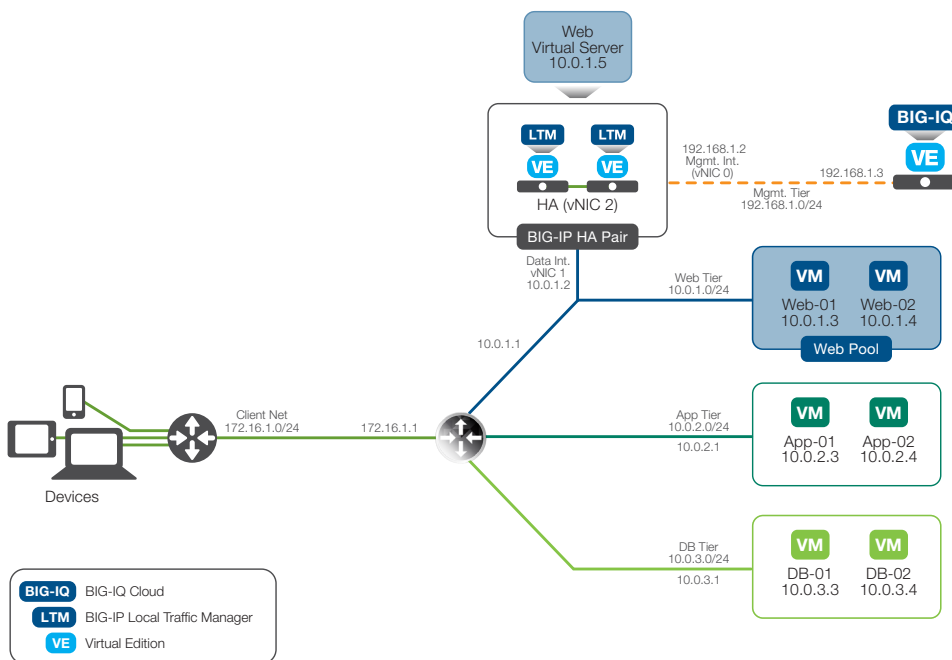 Web
Virtual Server
10.0.1.5
LTM
LTM
VE
VE
HA (vNIC 2)
BIG-IP HA Pair
192.168.1.2
Mgmt. Int.
(vNIC 0)
192.168.1.3
Mgmt. Tier
192.168.1.0/24
BIG-IQ
VE
Data Int.
vNIC 1
10.0.1.2
Web Tier
10.0.1.0/24
VM
VM
Web-01
Web-02
10.0.1.3
10.0.1.4
Web Pool
10.0.1.1
Client Net
172.16.1.0/24
172.16.1.1
Devices
App Tier
10.0.2.0/24
10.0.2.1
VM
VM
App-01
App-02
10.0.2.3
10.0.2.4
DB Tier
10.0.3.0/24
10.0.3.1
VM
VM
DB-01
DB-02
10.0.3.3
10.0.3.4
BIG-IQ BIG-IQ Cloud
LTM BIG-IP Local Traffic Manager
VE Virtual Edition